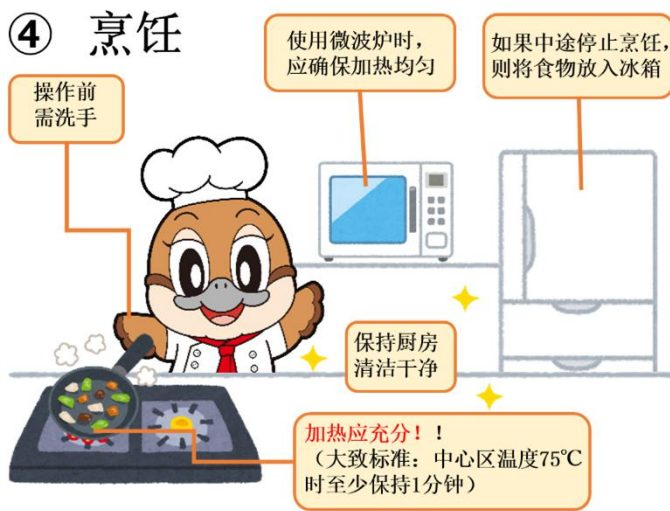 ④ 烹饪
使用微波炉时，
应确保加热均匀
如果中途停止烹饪，
则将食物放入冰箱
操作前
需洗手
保持厨房
清洁干净
加热应充分！！
（大致标准：中心区温度75℃
时至少保持1分钟）